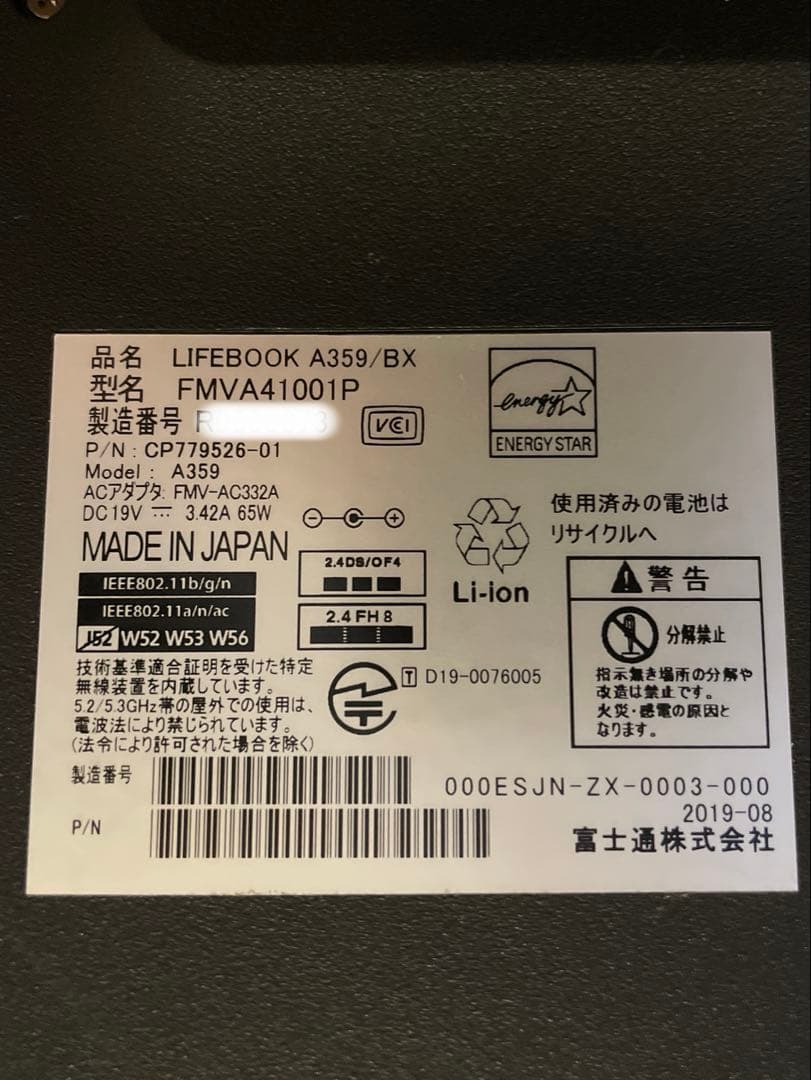 品名 LIFEBOOK A359/BX
型名 FMVA41001P
製造番号 R 3
VCCI
P/N : CP779526-01
Model : A359
ACアダプタ: FMV-AC332A
DC19V 3.42A 65W
MADE IN JAPAN
energy
ENERGY STAR
使用済みの電池は
リサイクルへ
Li-ion
IEEE802.11b/g/n
IEEE802.11a/n/ac
J52 W52 W53 W56
2.4DS/OF4
2.4FH8
警告
分解禁止
指示無き場所の分解や
改造は禁止です。
火災・感電の原因と
なります。
技術基準適合証明を受けた特定
無線装置を内蔵しています。
5.2/5.3GHz帯の屋外での使用は、
電波法により禁じられています。
(法令により許可された場合を除く)
T D19-0076005
製造番号
P/N
000ESJN-ZX-0003-000
2019-08
富士通株式会社